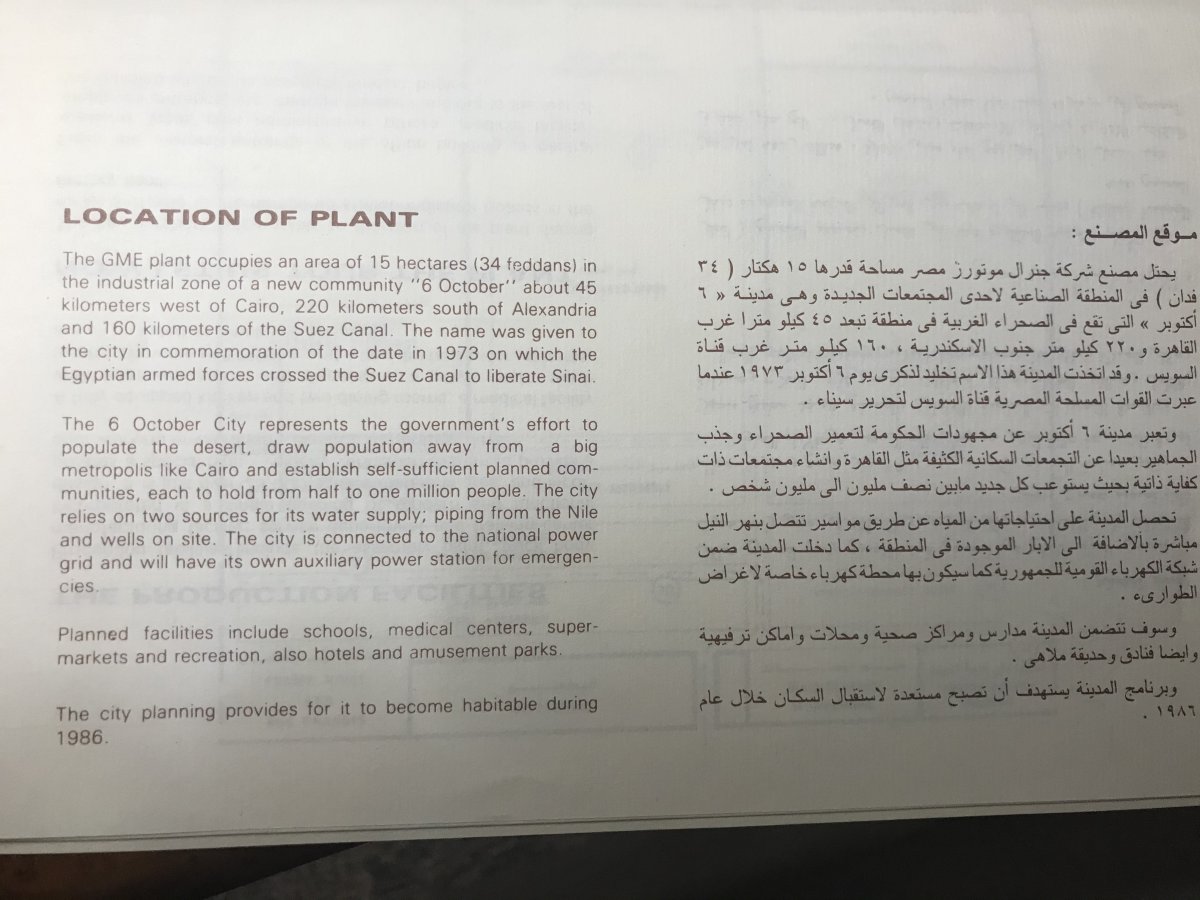 LOCATION OF PLANT
The GME plant occupies an area of 15 hectares (34 feddans) in
the industrial zone of a new community "6 October" about 45
kilometers west of Cairo, 220 kilometers south of Alexandria
and 160 kilometers of the Suez Canal. The name was given to
the city in commemoration of the date in 1973 on which the
Egyptian armed forces crossed the Suez Canal to liberate Sinai.
The 6 October City represents the government's effort to
populate the desert, draw population away from a big
metropolis like Cairo and establish self-sufficient planned com-
munities, each to hold from half to one million people. The city
relies on two sources for its water supply; piping from the Nile
and wells on site. The city is connected to the national power
grid and will have its own auxiliary power station for emergen-
cies.
Planned facilities include schools, medical centers, super-
markets and recreation, also hotels and amusement parks.
The city planning provides for it to become habitable during
1986.
موقع المصنع :
يحتل مصنع شركة جنرال موتورز مصر مساحة قدرها ١٥ هكتار ( ٣٤
فدان ) فى المنطقة الصناعية لاحدى المجتمعات الجديدة وهى مدينة « ٦
أكتوبر » التى تقع فى الصحراء الغربية فى منطقة تبعد ٤٥ كيلو مترا غرب
القاهرة و٢٢٠ كيلو متر جنوب الاسكندرية ، ١٦٠ كيلو متر غرب قناة
السويس . وقد اتخذت المدينة هذا الاسم تخليد لذكرى يوم ٦ أكتوبر ١٩٧٣ عندما
عبرت القوات المسلحة المصرية قناة السويس لتحرير سيناء .
وتعبر مدينة ٦ أكتوبر عن مجهودات الحكومة لتعمير الصحراء وجذب
الجماهير بعيدا عن التجمعات السكانية الكثيفة مثل القاهرة وانشاء مجتمعات ذات
كفاية ذاتية بحيث يستوعب كل جديد مابين نصف مليون الى مليون شخص .
تحصل المدينة على احتياجاتها من المياه عن طريق مواسير تتصل بنهر النيل
مباشرة بألاضافة الى الابار الموجودة فى المنطقة ، كما دخلت المدينة ضمن
شبكة الكهرباء القومية للجمهورية كما سيكون بها محطة كهرباء خاصة لاغراض
الطوارىء .
وسوف تتضمن المدينة مدارس ومراكز صحية ومحلات واماكن ترفيهية
وايضا فنادق وحديقة ملاهى .
وبرنامج المدينة يستهدف أن تصبح مستعدة لاستقبال السكان خلال عام
١٩٨٦ .